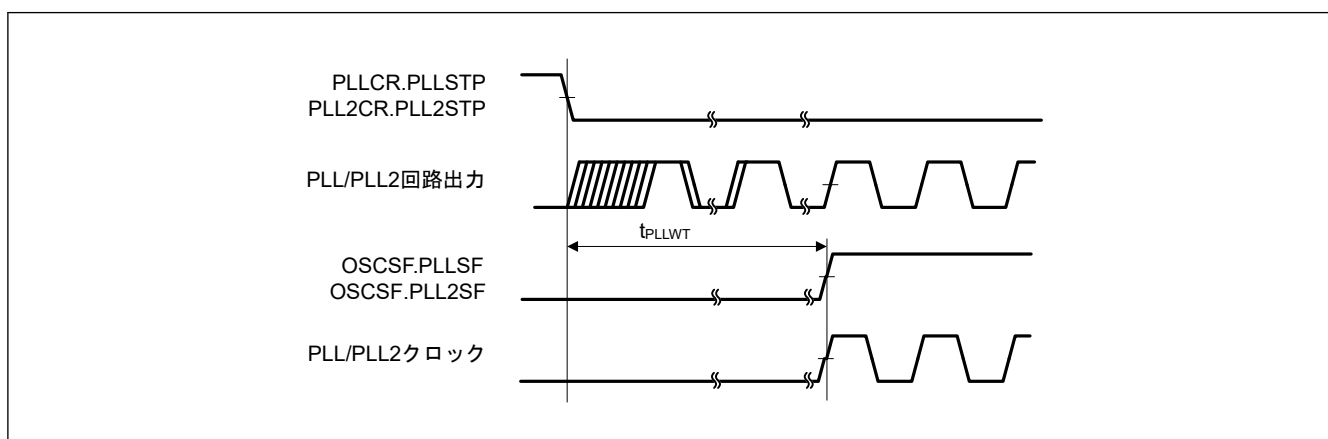 PLLCR.PLLSTP
PLL2CR.PLL2STP
PLL/PLL2回路出力
tPLLWT
OSCSF.PLLSF
OSCSF.PLL2SF
PLL/PLL2クロック